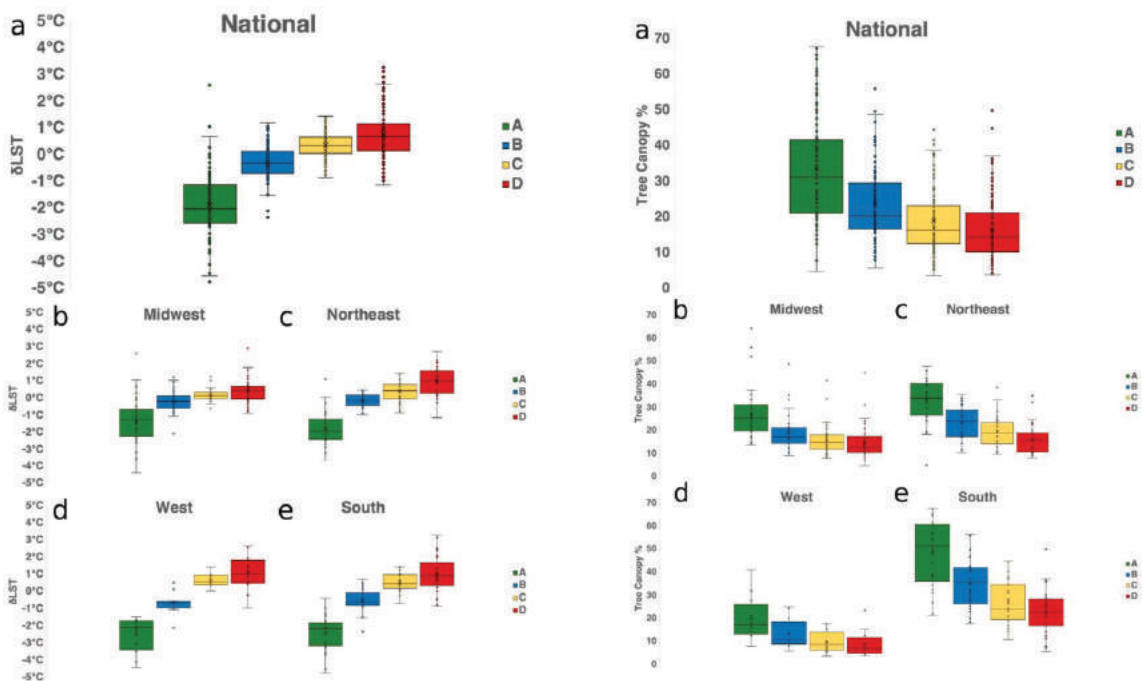 a
National
5°C
4°C
3°C
2°C
1°C
0°C
-1°C
-2°C
-3°C
-4°C
-5°C
δLST
A
B
C
D
b
Midwest
c
Northeast
5°C
4°C
3°C
2°C
1°C
0°C
-1°C
-2°C
-3°C
-4°C
-5°C
δLST
A
B
C
D
d
West
e
South
5°C
4°C
3°C
2°C
1°C
0°C
-1°C
-2°C
-3°C
-4°C
-5°C
δLST
A
B
C
D
a
National
70
60
50
40
30
20
10
0
Tree Canopy %
A
B
C
D
b
Midwest
c
Northeast
70
60
50
40
30
20
10
0
Tree Canopy %
A
B
C
D
d
West
e
South
70
60
50
40
30
20
10
0
Tree Canopy %
A
B
C
D